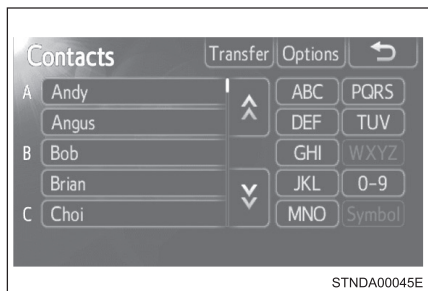 Contacts Transfer Options
A Andy ABC PQRS
Angus DEF TUV
B Bob GHI WXYZ
Brian JKL 0-9
C Choi MNO Symbol
STNDA00045E